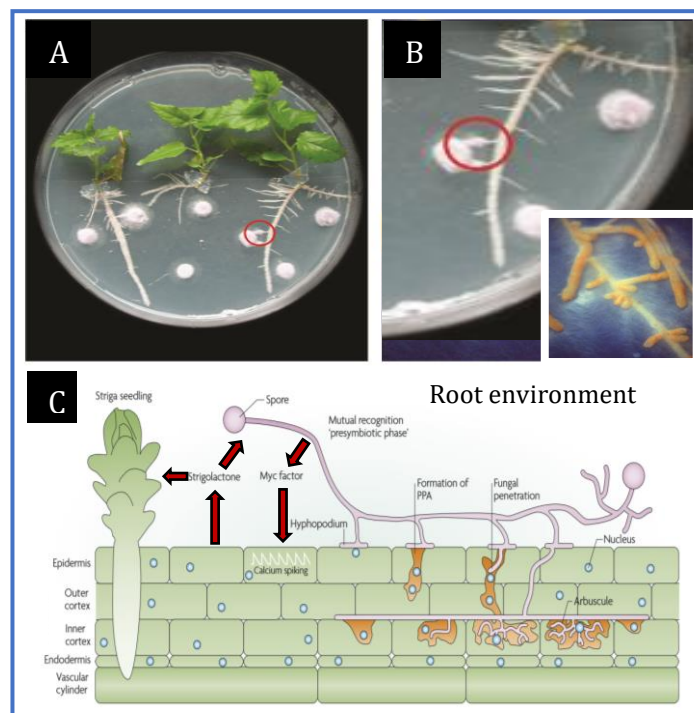 A
B
C
Root environment
Striga seedling
Spore
Mutual recognition
'presymbiotic phase'
Strigolactone
Myc factor
Formation of
PPA
Fungal
penetration
Hyphopodium
Nucleus
Epidermis
Calcium spiking
Outer
cortex
Inner
cortex
Arbuscule
Endodermis
Vascular
cylinder